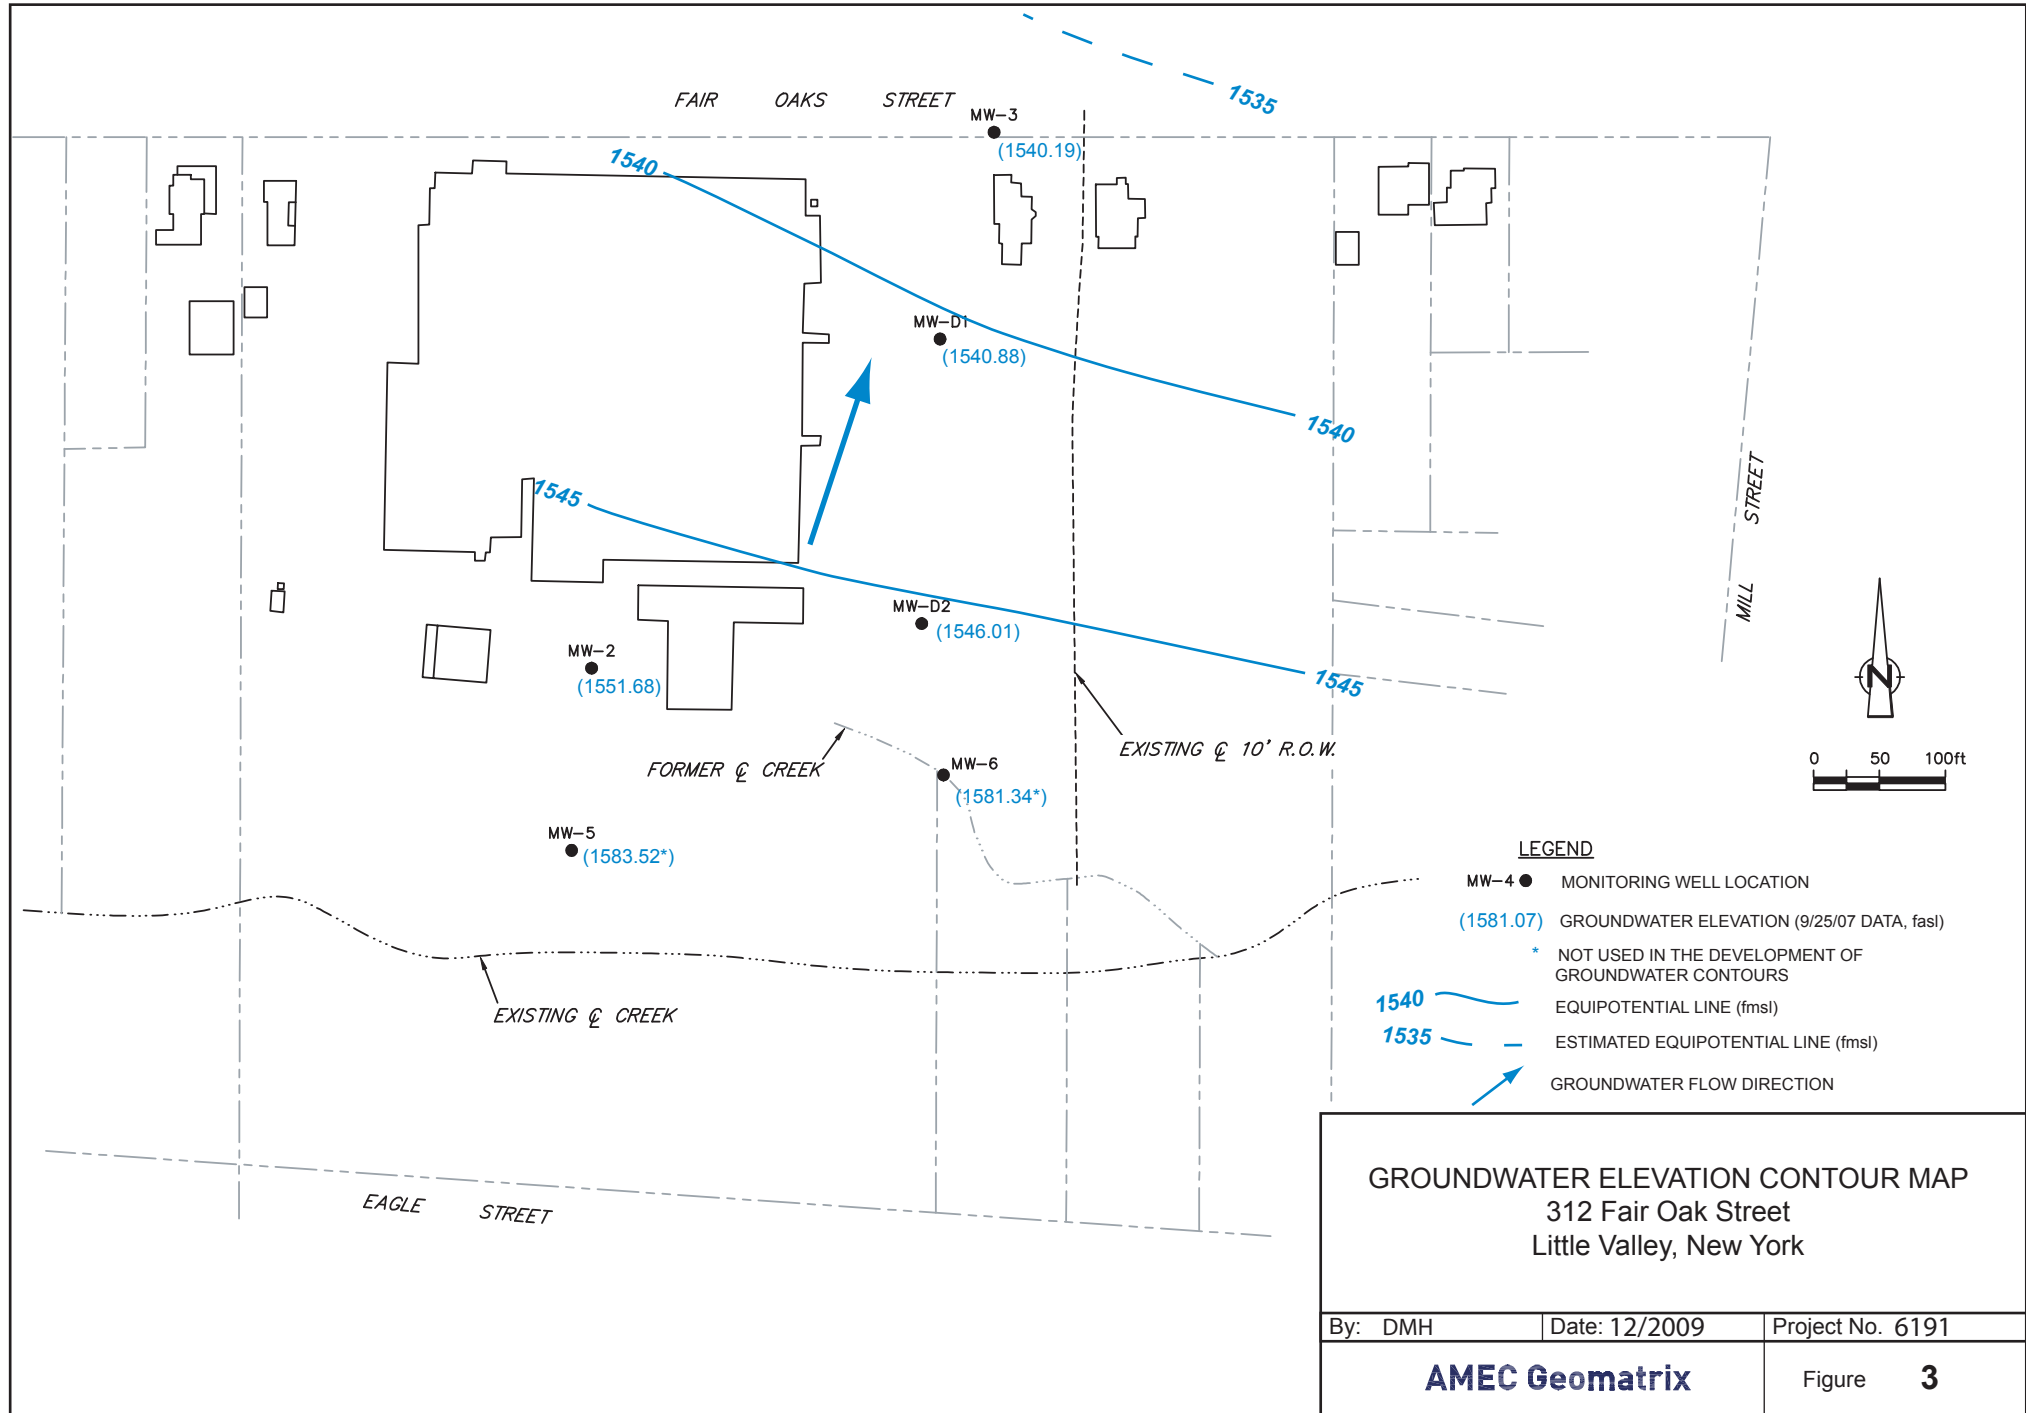 1535
FAIR OAKS STREET
MW-3
(1540.19)
1540
MW-D1
(1540.88)
1540
1545
MILL STREET
MW-D2
(1546.01)
MW-2
(1551.68)
1545
N
EXISTING ℄ 10' R.O.W.
FORMER ℄ CREEK
MW-6
(1581.34*)
0 50 100ft
MW-5
(1583.52*)
LEGEND
MW-4 MONITORING WELL LOCATION
(1581.07) GROUNDWATER ELEVATION (9/25/07 DATA, fasl)
* NOT USED IN THE DEVELOPMENT OF
GROUNDWATER CONTOURS
1540 EQUIPOTENTIAL LINE (fmsl)
1535 ESTIMATED EQUIPOTENTIAL LINE (fmsl)
GROUNDWATER FLOW DIRECTION
EXISTING ℄ CREEK
EAGLE STREET
GROUNDWATER ELEVATION CONTOUR MAP
312 Fair Oak Street
Little Valley, New York
By: DMH Date: 12/2009 Project No. 6191
AMEC Geomatrix Figure 3